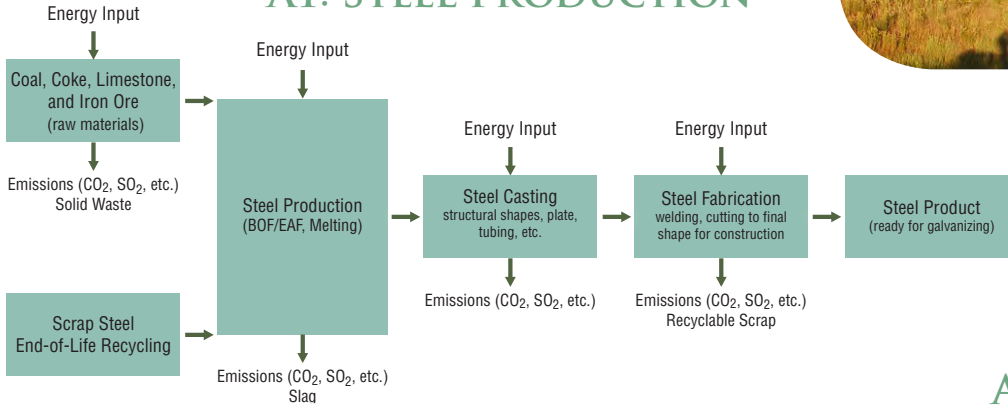 A1: STEEL PRODUCTION
Energy Input
Coal, Coke, Limestone,
and Iron Ore
(raw materials)
Emissions (CO₂, SO₂, etc.)
Solid Waste
Scrap Steel
End-of-Life Recycling
Energy Input
Steel Production
(BOF/EAF, Melting)
Emissions (CO₂, SO₂, etc.)
Slag
Energy Input
Steel Casting
structural shapes, plate,
tubing, etc.
Emissions (CO₂, SO₂, etc.)
Energy Input
Steel Fabrication
welding, cutting to final
shape for construction
Emissions (CO₂, SO₂, etc.)
Recyclable Scrap
Steel Product
(ready for galvanizing)
A